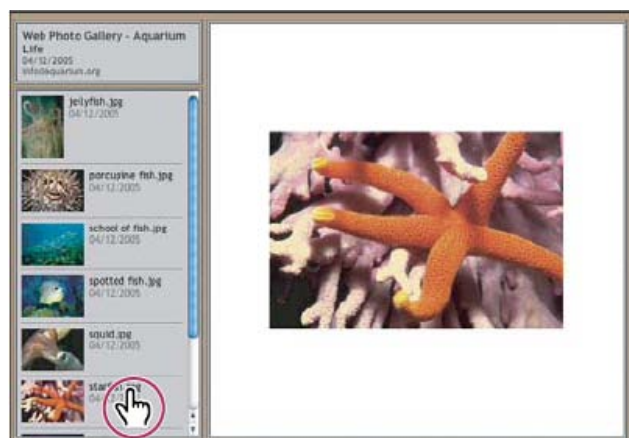 Web Photo Gallery - Aquarium
Life
04/12/2005
info@aquarium.org
jellyfish.jpg
04/12/2005
porcupine fish.jpg
04/12/2005
school of fish.jpg
04/12/2005
spotted fish.jpg
04/12/2005
squid.jpg
04/12/2005